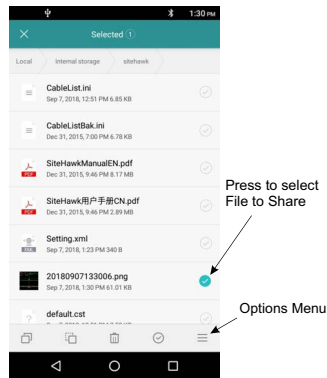 1:30 PM
Selected 1
Local Internal storage sitehawk
CableList.ini
Sep 7, 2018, 12:51 PM 6.85 KB
CableListBak.ini
Dec 31, 2015, 7:00 PM 6.78 KB
SiteHawkManualEN.pdf
PDF
Dec 31, 2015, 9:46 PM 8.17 MB
SiteHawk用户手册CN.pdf
PDF
Dec 31, 2015, 9:46 PM 2.89 MB
Setting.xml
XML
Sep 7, 2018, 1:23 PM 340 B
20180907133006.png
Sep 7, 2018, 1:30 PM 61.01 KB
default.cst
?
Press to select
File to Share
Options Menu